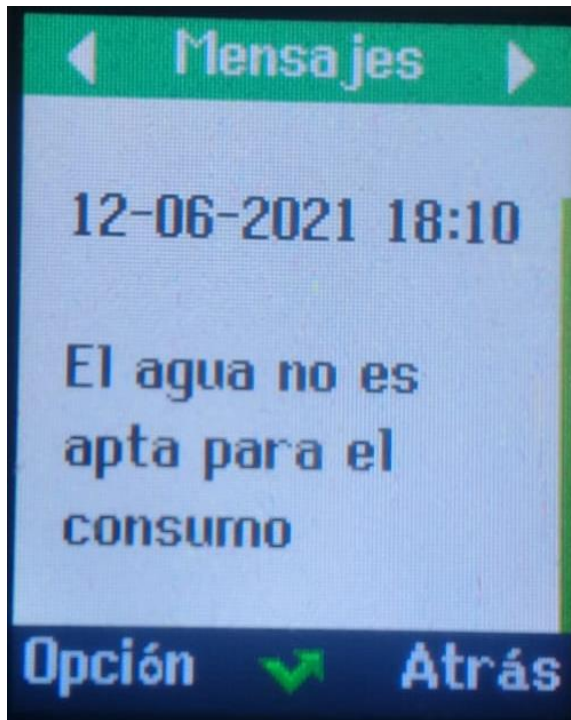 Mensajes
12-06-2021 18:10
El agua no es
apta para el
consumo
Opción Atrás